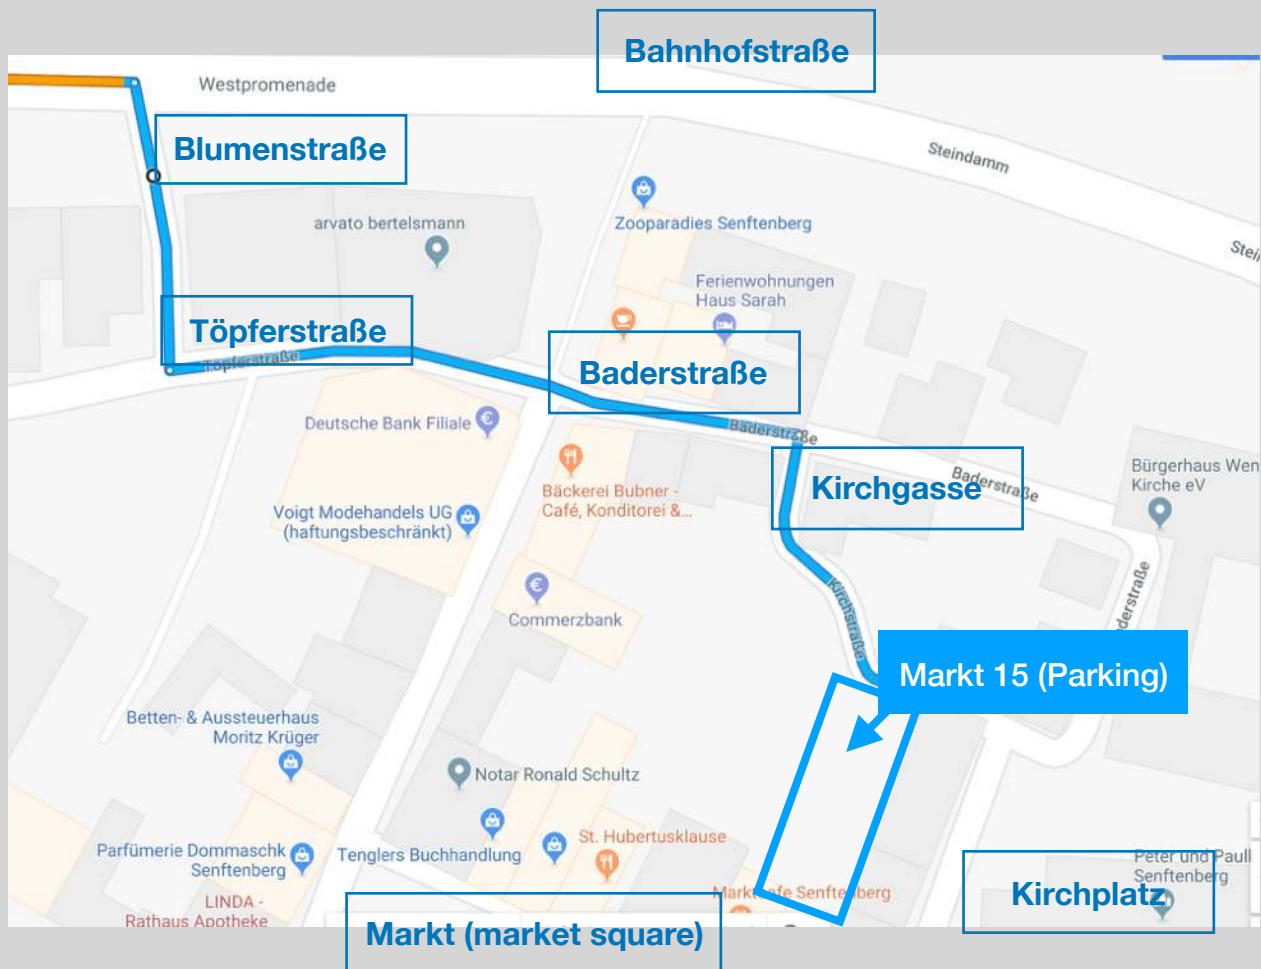 Bahnhofstraße
Westpromenade
Blumenstraße
Steindamm
arvato bertelsmann
Zooparadies Senftenberg
Ferienwohnungen
Haus Sarah
Töpferstraße
Töpferstraße
Baderstraße
Deutsche Bank Filiale
Baderstraße
Bäckerei Bubner -
Café, Konditorei &...
Kirchgasse
Baderstraße
Bürgerhaus Wen
Kirche eV
Voigt Modehandels UG
(haftungsbeschränkt)
Commerzbank
Kirchstraße
aderstraße
Markt 15 (Parking)
Betten- & Aussteuerhaus
Moritz Krüger
Notar Ronald Schultz
St. Hubertusklause
Parfümerie Dommaschk
Senftenberg
Tenglers Buchhandlung
LINDA -
Rathaus Apotheke
Marktcafe Senftenberg
Peter und Paul
Senftenberg
Kirchplatz
Markt (market square)